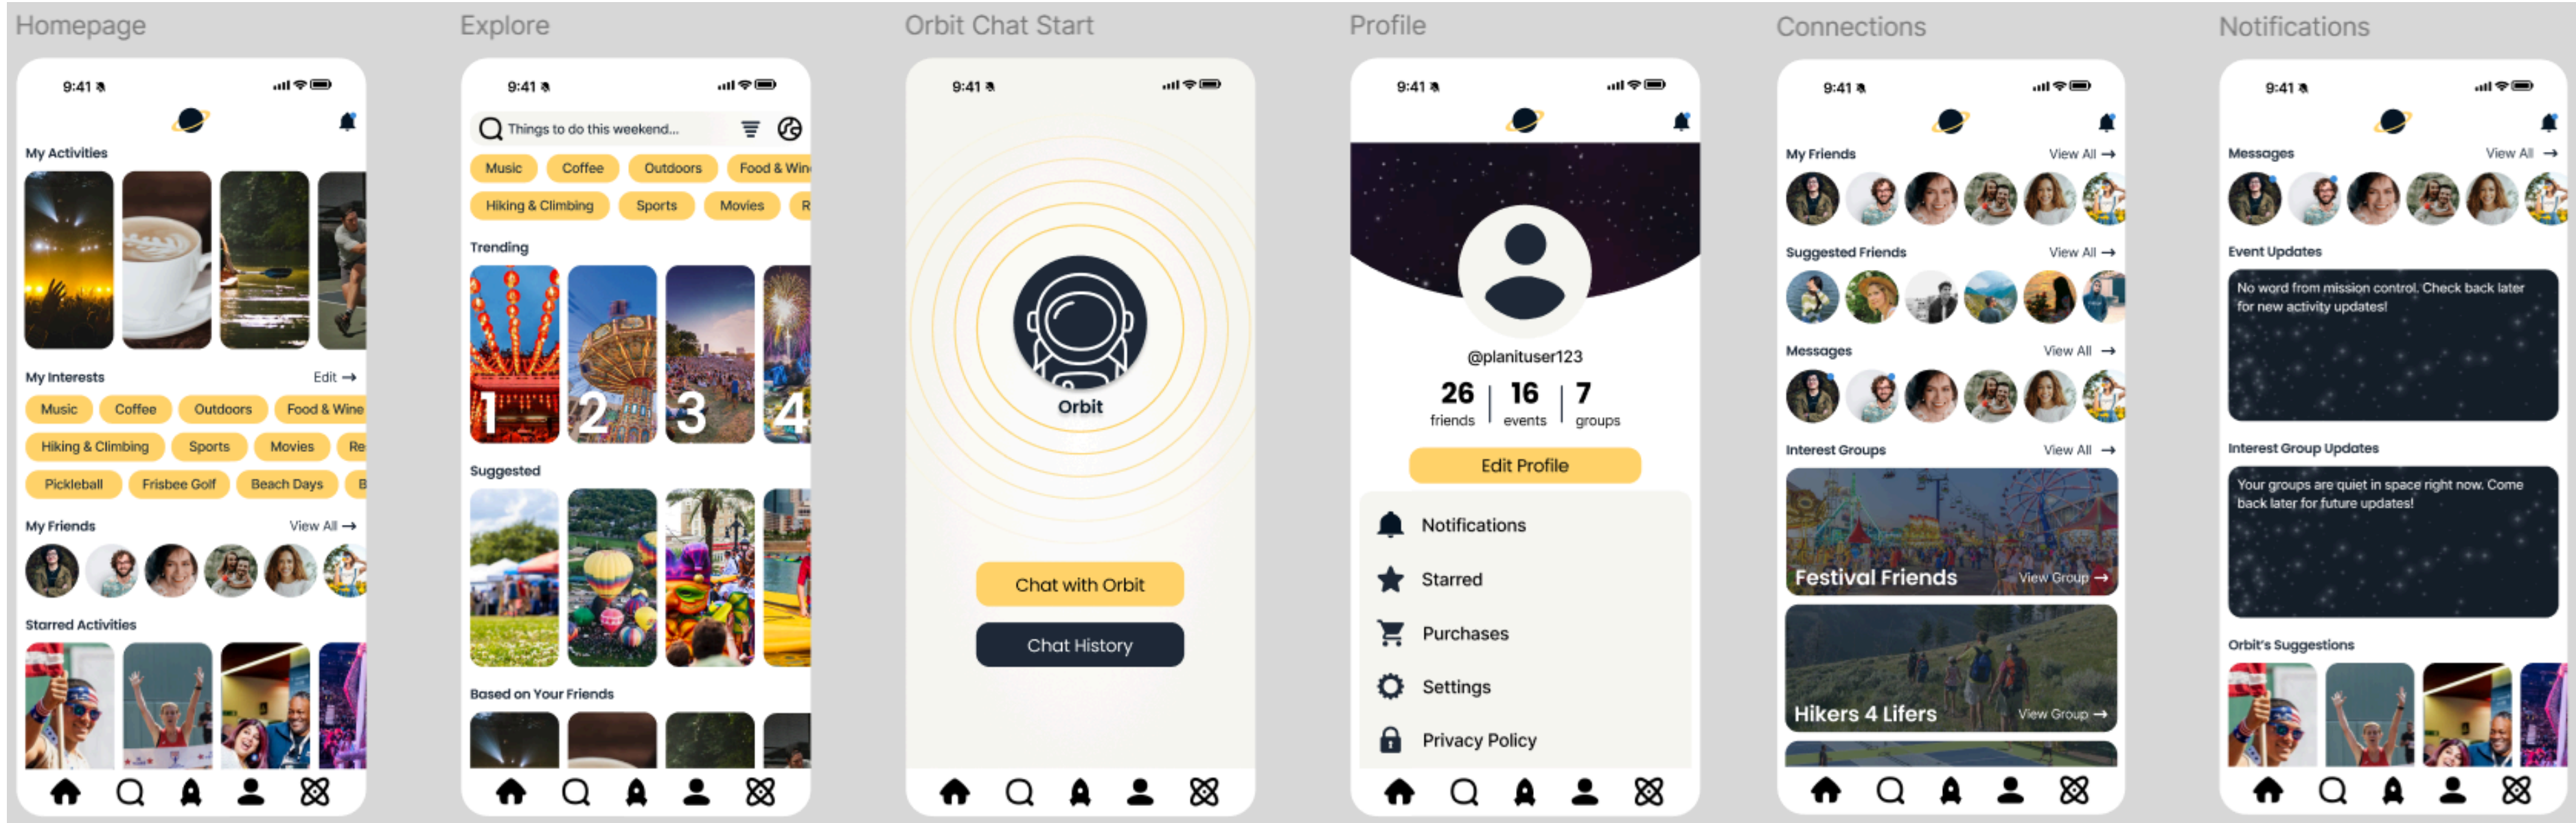 Homepage
9:41
My Activities
My Interests
Edit →
Music
Coffee
Outdoors
Food & Wine
Hiking & Climbing
Sports
Movies
Re
Pickleball
Frisbee Golf
Beach Days
B
My Friends
View All →
Starred Activities
Explore
9:41
Things to do this weekend...
Music
Coffee
Outdoors
Food & Win
Hiking & Climbing
Sports
Movies
R
Trending
1
2
3
4
Suggested
Based on Your Friends
Orbit Chat Start
9:41
Orbit
Chat with Orbit
Chat History
Profile
9:41
@planituser123
26
friends
16
events
7
groups
Edit Profile
Notifications
Starred
Purchases
Settings
Privacy Policy
Connections
9:41
My Friends
View All →
Suggested Friends
View All →
Messages
View All →
Interest Groups
View All →
Festival Friends
View Group →
Hikers 4 Lifers
View Group →
Notifications
9:41
Messages
View All →
Event Updates
No word from mission control. Check back later
for new activity updates!
Interest Group Updates
Your groups are quiet in space right now. Come
back later for future updates!
Orbit's Suggestions